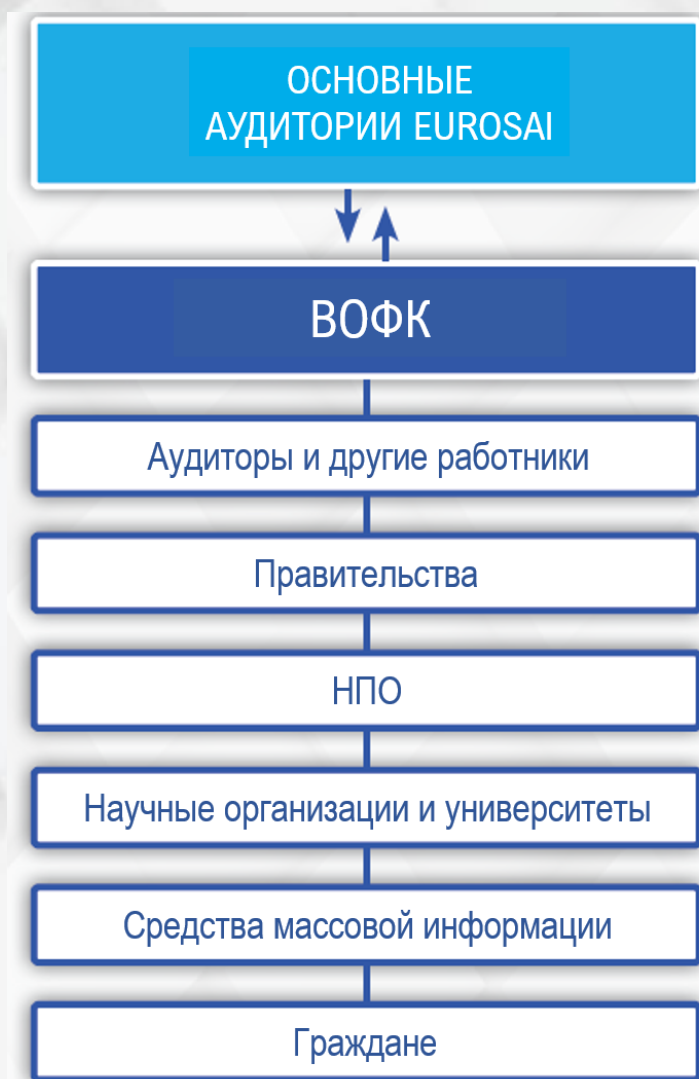 ОСНОВНЫЕ
АУДИТОРИИ EUROSAI
ВОФК
Аудиторы и другие работники
Правительства
НПО
Научные организации и университеты
Средства массовой информации
Граждане